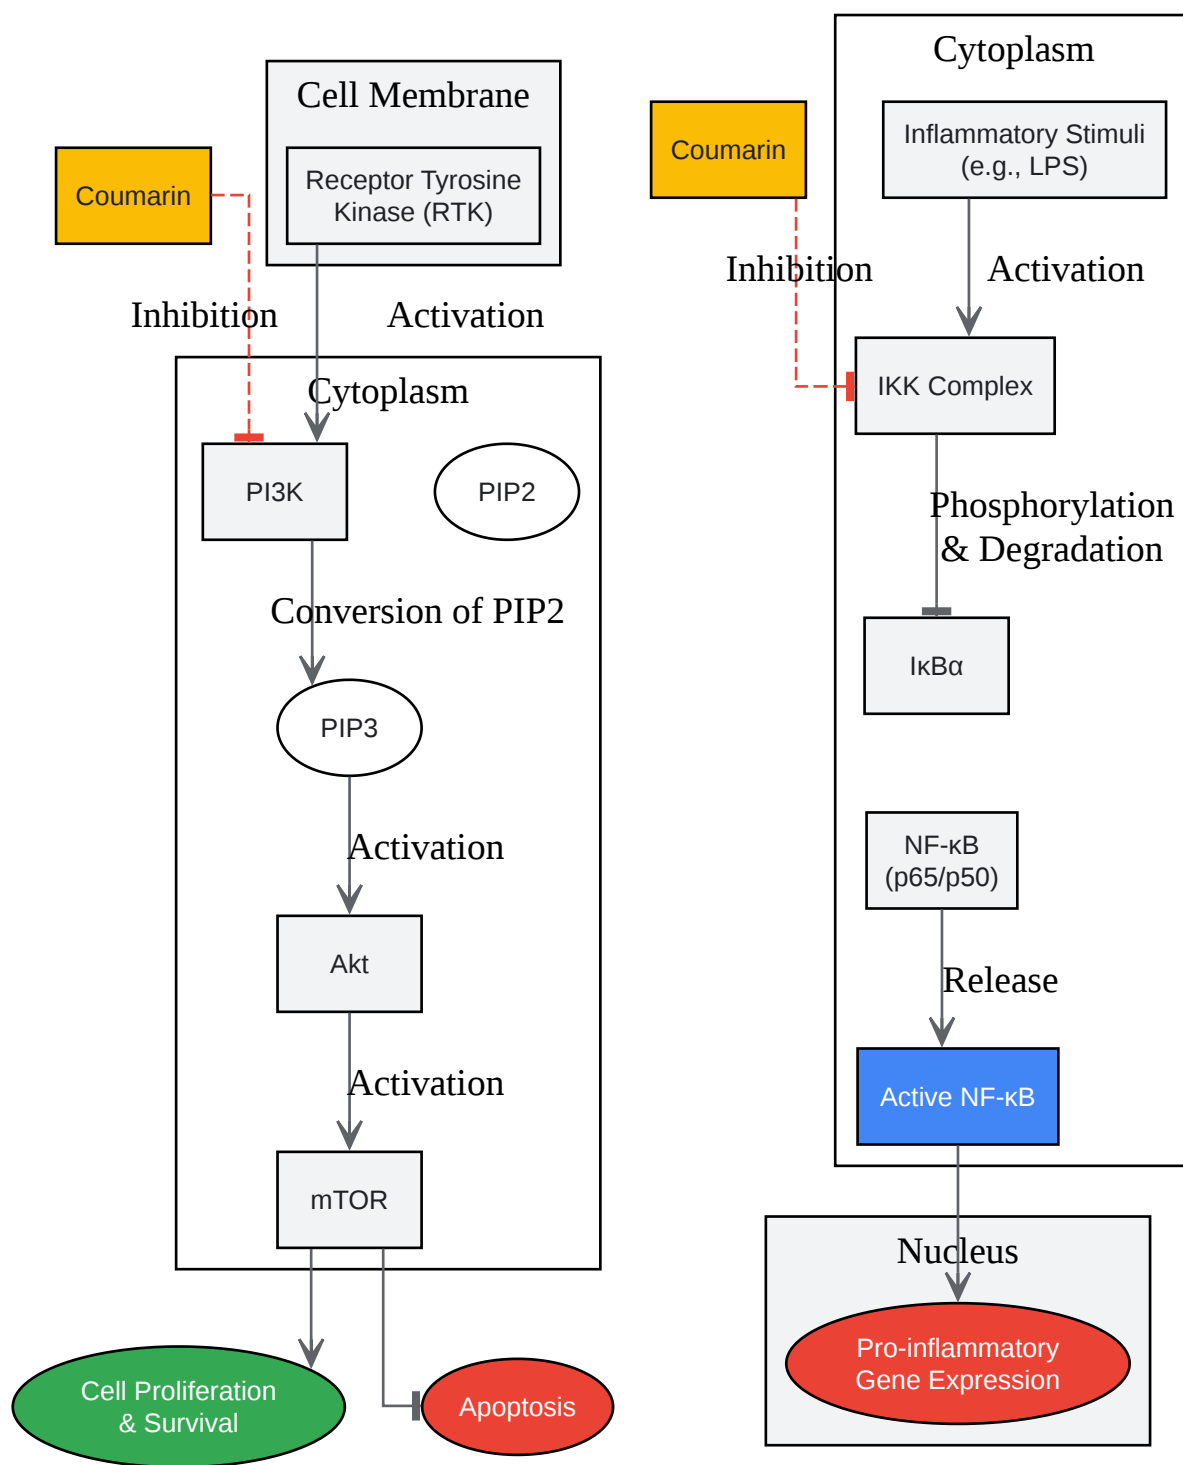 Cell Membrane
Coumarin
Receptor Tyrosine
Kinase (RTK)
Inhibition
Activation
Cytoplasm
PI3K
PIP2
Conversion of PIP2
PIP3
Activation
Akt
Activation
mTOR
Cell Proliferation
& Survival
Apoptosis
Cytoplasm
Coumarin
Inflammatory Stimuli
(e.g., LPS)
Inhibition
Activation
IKK Complex
Phosphorylation
& Degradation
IκBα
NF-κB
(p65/p50)
Release
Active NF-κB
Nucleus
Pro-inflammatory
Gene Expression